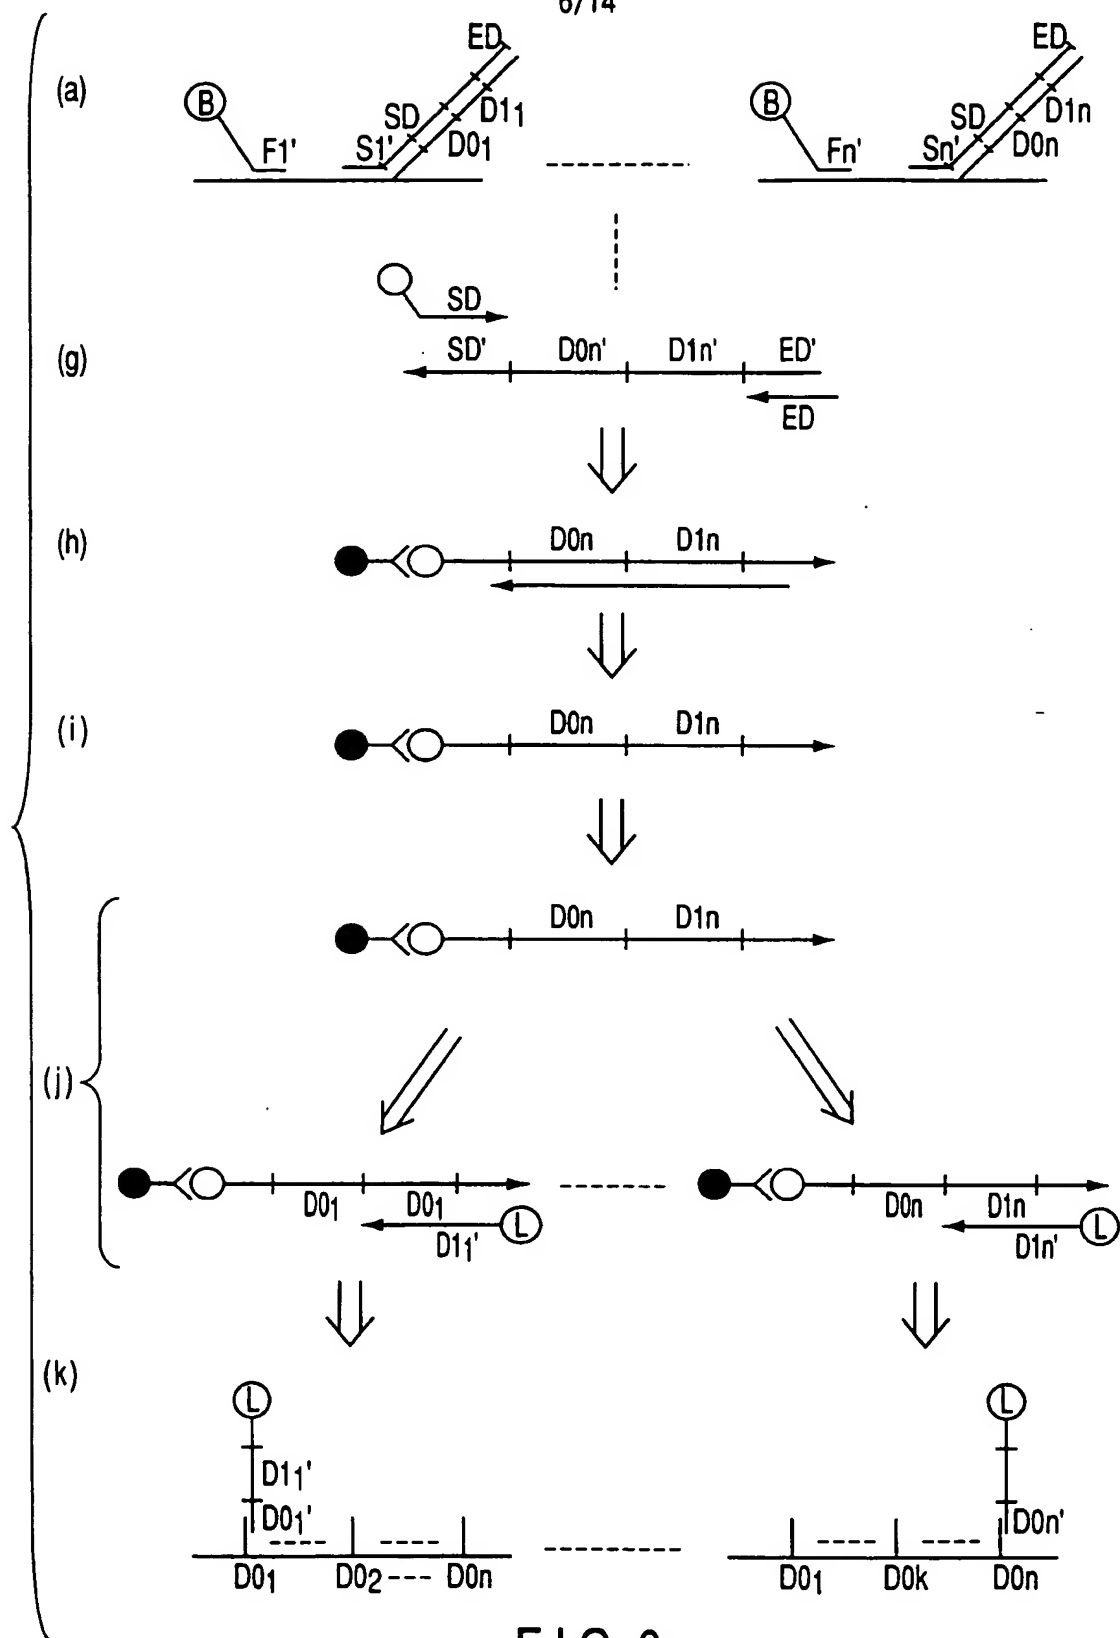 6/14
(a)
B F1' S1' SD ED D0₁ D1₁
B Fn' Sn' SD ED D0n D1n
SD
(g) SD' D0n' D1n' ED'
ED
(h) D0n D1n
(i) D0n D1n
D0n D1n
(j)
D0₁ D0₁ D0n D1n
D1₁' L D1n' L
(k)
L L
D1₁'
D0₁' D0n'
D0₁ D0₂ D0n D0₁ D0k D0n